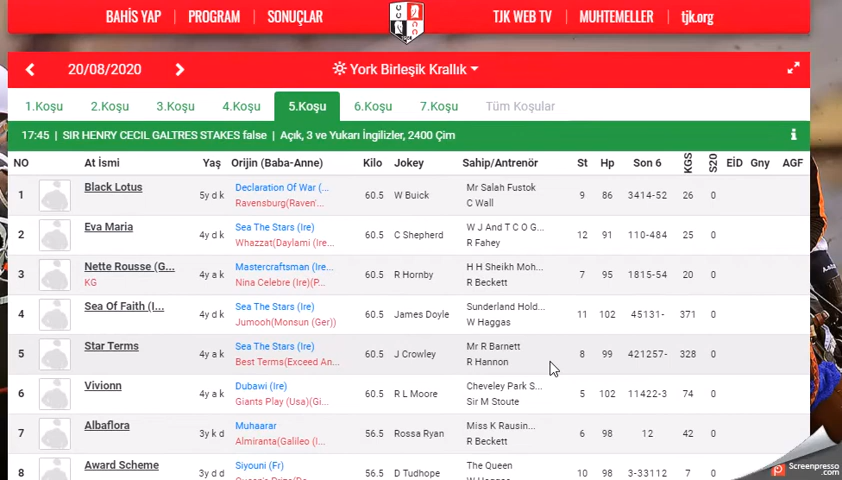 BAHİS YAP PROGRAM SONUÇLAR TJK WEB TV MUHTEMELLER tjk.org
20/08/2020 York Birleşik Krallık
1.Koşu 2.Koşu 3.Koşu 4.Koşu 5.Koşu 6.Koşu 7.Koşu Tüm Koşular
17:45 | SIR HENRY CECIL GALTRES STAKES false | Açık, 3 ve Yukarı İngilizler, 2400 Çim
NO At İsmi Yaş Orijin (Baba-Anne) Kilo Jokey Sahip/Antrenör St Hp Son 6 KGS S20 EİD Gny AGF
1 Black Lotus 5y d k Declaration Of War (... 60.5 W Buick Mr Salah Fustok 9 86 3414-52 26 0
Ravensburg(Raven'... C Wall
2 Eva Maria 4y d k Sea The Stars (Ire) 60.5 C Shepherd W J And T C O G... 12 91 110-484 25 0
Whazzat(Daylami (Ire... R Fahey
3 Nette Rousse (G... 4y a k Mastercraftsman (Ire... 60.5 R Hornby H H Sheikh Moh... 7 95 1815-54 20 0
KG Nina Celebre (Ire)(P... R Beckett
4 Sea Of Faith (I... 4y d k Sea The Stars (Ire) 60.5 James Doyle Sunderland Hold... 11 102 45131- 371 0
Jumooh(Monsun (Ger)) W Haggas
5 Star Terms 4y a k Sea The Stars (Ire) 60.5 J Crowley Mr R Barnett 8 99 421257- 328 0
Best Terms(Exceed An... R Hannon
6 Vivionn 4y a k Dubawi (Ire) 60.5 R L Moore Cheveley Park S... 5 102 11422-3 74 0
Giants Play (Usa)(Gi... Sir M Stoute
7 Albaflora 3y k d Muhaarar 56.5 Rossa Ryan Miss K Rausin... 6 98 12 42 0
Almiranta(Galileo (I... R Beckett
8 Award Scheme 3y d d Siyouni (Fr) 56.5 D Tudhope The Queen 10 98 3-33112 7 0
W Haggas
Screenpresso
.com